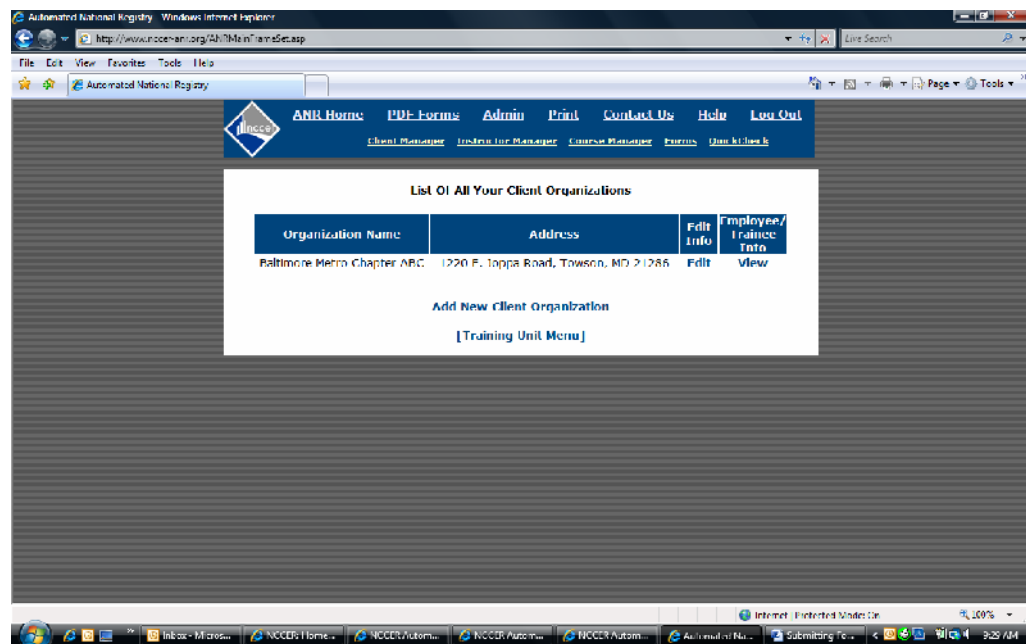 Automated National Registry - Windows Internet Explorer
http://www.nccer-anr.org/ANRMainFrameSet.asp
Live Search
File Edit View Favorites Tools Help
Automated National Registry
Page Tools
nccer
ANR Home PDF Forms Admin Print Contact Us Help Log Out
Client Manager Instructor Manager Course Manager Forms QuickCheck
List Of All Your Client Organizations
Organization Name Address Edit Info Employee/ Trainee Info
Baltimore Metro Chapter ABC 1220 E. Joppa Road, Towson, MD 21286 Edit View
Add New Client Organization
[Training Unit Menu]
Internet | Protected Mode: On 100%
Inbox - Micros... NCCER: Home... NCCER Autom... NCCER Autom... NCCER Autom... Automated Na... Submitting Fo... 9:29 AM